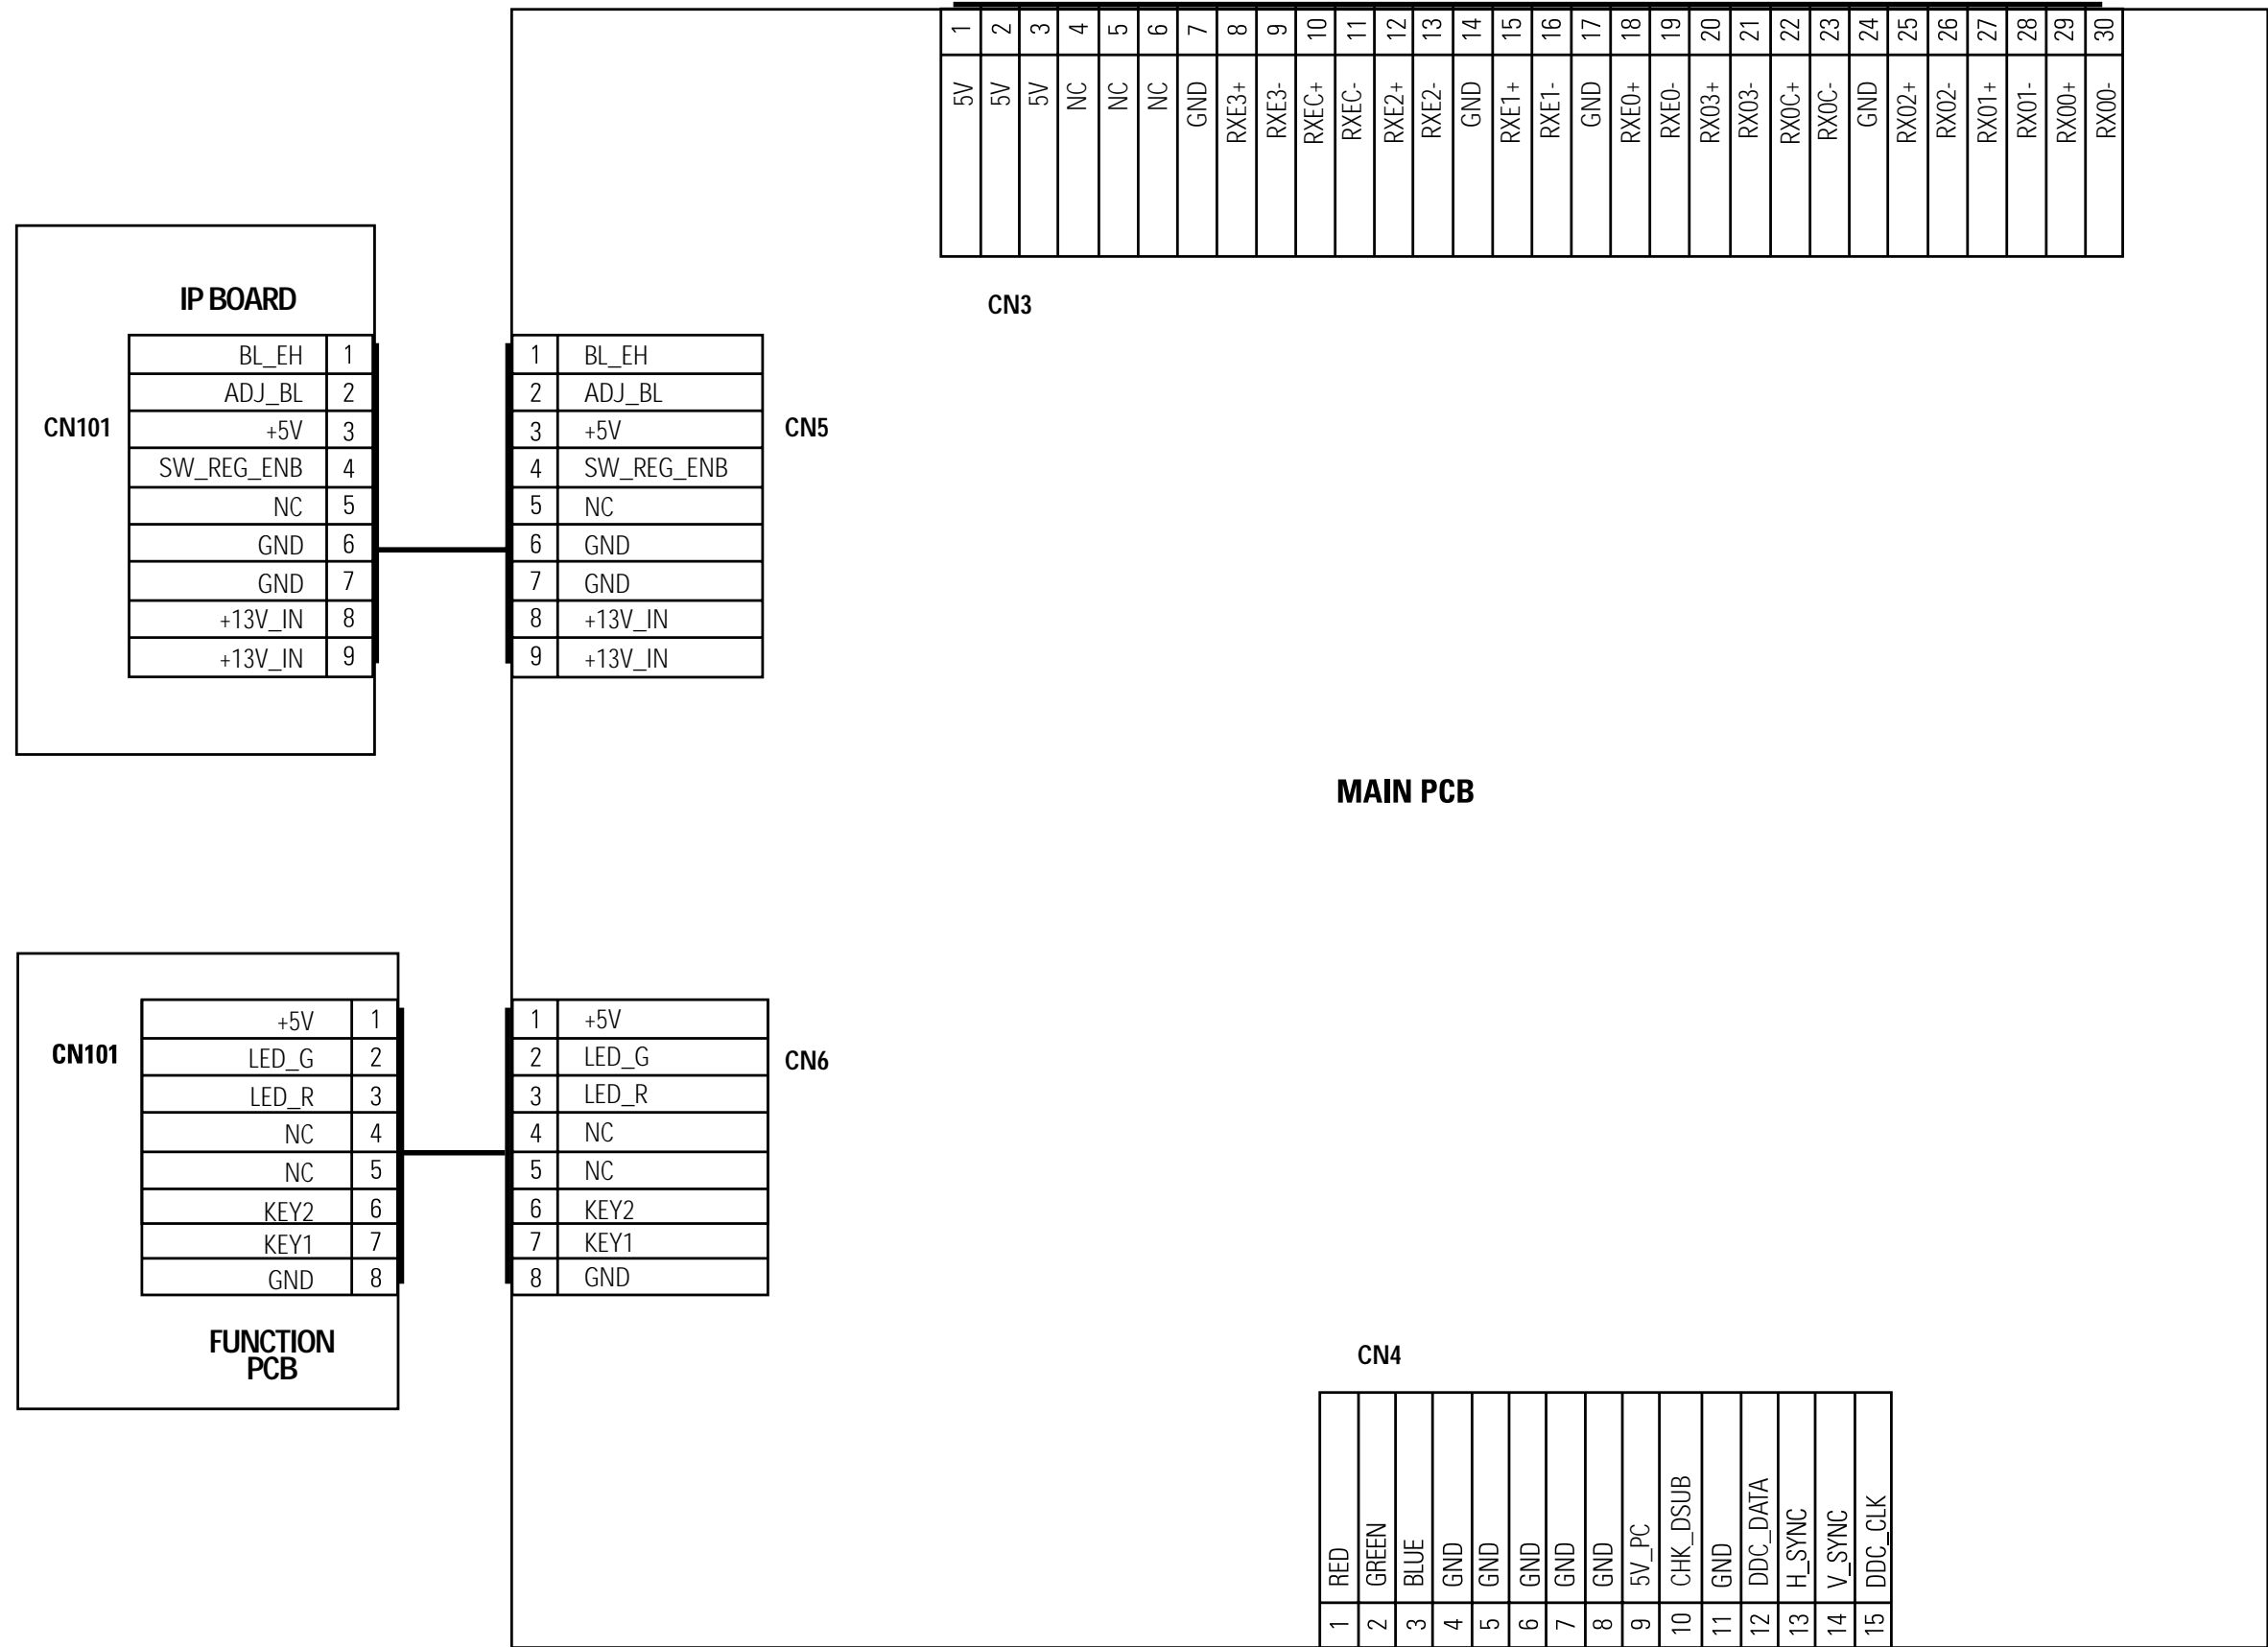 1 2 3 4 5 6 7 8 9 10 11 12 13 14 15 16 17 18 19 20 21 22 23 24 25 26 27 28 29 30
5V 5V 5V NC NC NC GND RXE3+ RXE3- RXEC+ RXEC- RXE2+ RXE2- GND RXE1+ RXE1- GND RXE0+ RXE0- RX03+ RX03- RX0C+ RX0C- GND RX02+ RX02- RX01+ RX01- RX00+ RX00-
CN3
IP BOARD
CN101
BL_EH 1
ADJ_BL 2
+5V 3
SW_REG_ENB 4
NC 5
GND 6
GND 7
+13V_IN 8
+13V_IN 9
1 BL_EH
2 ADJ_BL
3 +5V
4 SW_REG_ENB
5 NC
6 GND
7 GND
8 +13V_IN
9 +13V_IN
CN5
MAIN PCB
CN101
+5V 1
LED_G 2
LED_R 3
NC 4
NC 5
KEY2 6
KEY1 7
GND 8
FUNCTION
PCB
1 +5V
2 LED_G
3 LED_R
4 NC
5 NC
6 KEY2
7 KEY1
8 GND
CN6
CN4
RED GREEN BLUE GND GND GND GND GND 5V_PC CHK_DSUB GND DDC_DATA H_SYNC V_SYNC DDC_CLK
1 2 3 4 5 6 7 8 9 10 11 12 13 14 15